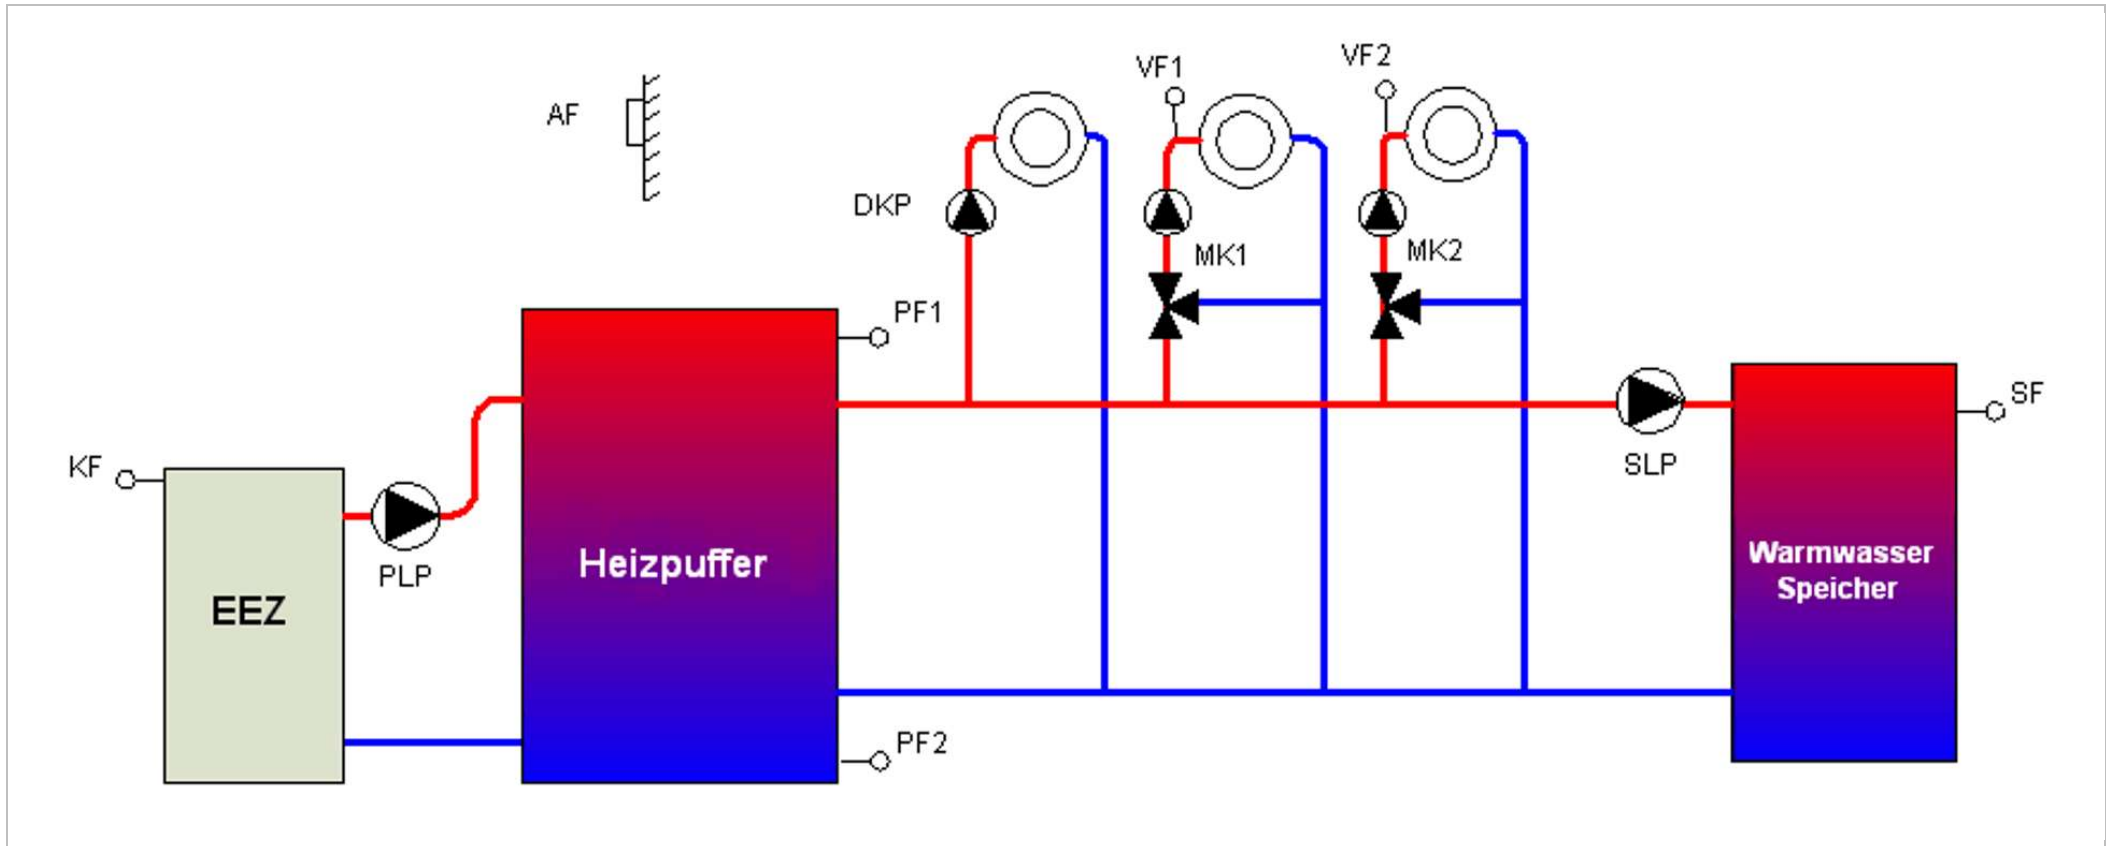 VF2
VF1
AF
DKP
MK1
MK2
PF1
SF
KF
SLP
PLP
Heizpuffer
Warmwasser
Speicher
EEZ
PF2